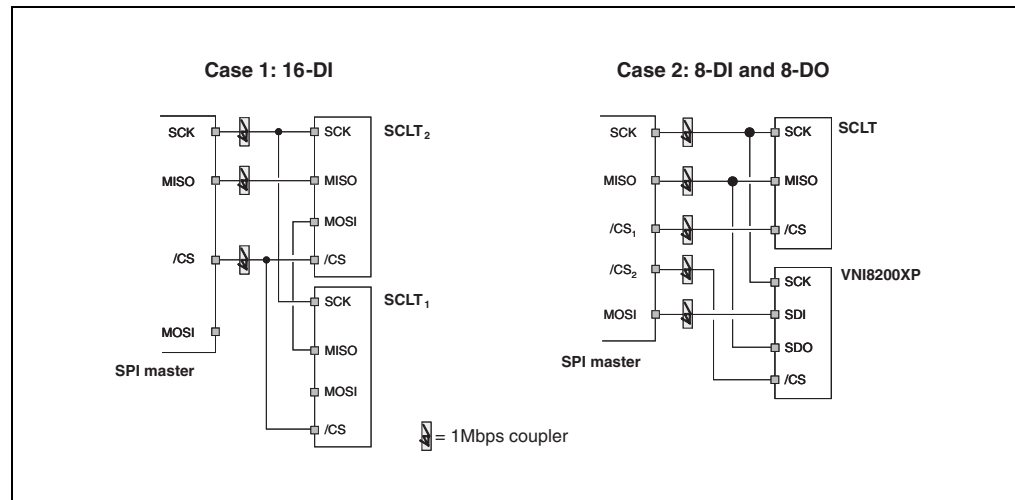 Case 1: 16-DI
SCK
MISO
/CS
MOSI
SPI master
SCK
MISO
MOSI
/CS
SCLT2
SCK
MISO
MOSI
/CS
SCLT1
Case 2: 8-DI and 8-DO
SCK
MISO
/CS1
/CS2
MOSI
SPI master
SCK
MISO
/CS
SCLT
SCK
SDI
SDO
/CS
VNI8200XP
= 1Mbps coupler